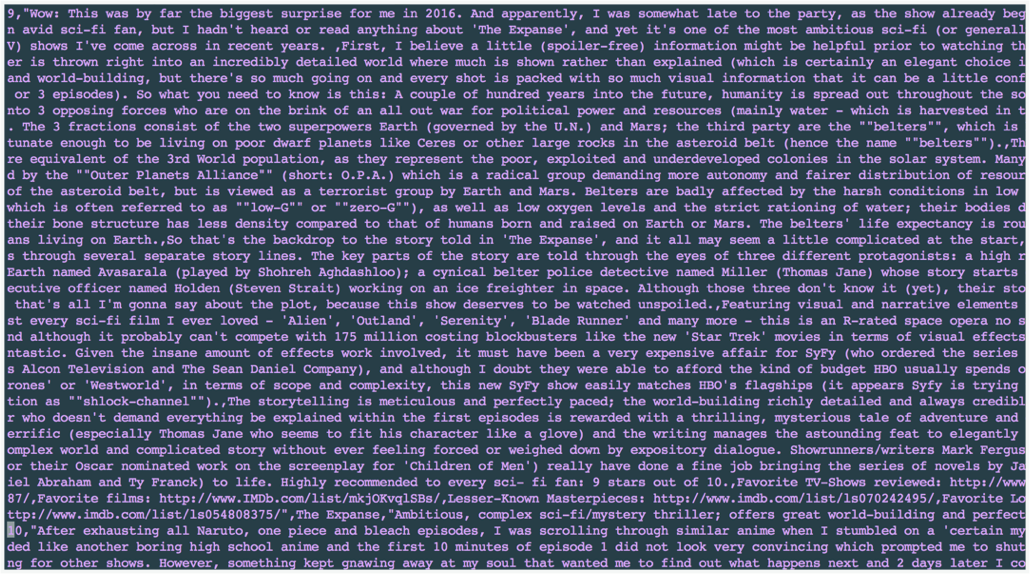 9,"Wow: This was by far the biggest surprise for me in 2016. And apparently, I was somewhat late to the party, as the show already beg
n avid sci-fi fan, but I hadn't heard or read anything about 'The Expanse', and yet it's one of the most ambitious sci-fi (or generall
V) shows I've come across in recent years. ,First, I believe a little (spoiler-free) information might be helpful prior to watching th
er is thrown right into an incredibly detailed world where much is shown rather than explained (which is certainly an elegant choice i
and world-building, but there's so much going on and every shot is packed with so much visual information that it can be a little conf
or 3 episodes). So what you need to know is this: A couple of hundred years into the future, humanity is spread out throughout the so
nto 3 opposing forces who are on the brink of an all out war for political power and resources (mainly water - which is harvested in t
. The 3 fractions consist of the two superpowers Earth (governed by the U.N.) and Mars; the third party are the ""belters"", which is
tunate enough to be living on poor dwarf planets like Ceres or other large rocks in the asteroid belt (hence the name ""belters"").,Th
re equivalent of the 3rd World population, as they represent the poor, exploited and underdeveloped colonies in the solar system. Many
d by the ""Outer Planets Alliance"" (short: O.P.A.) which is a radical group demanding more autonomy and fairer distribution of resour
of the asteroid belt, but is viewed as a terrorist group by Earth and Mars. Belters are badly affected by the harsh conditions in low
which is often referred to as ""low-G"" or ""zero-G""), as well as low oxygen levels and the strict rationing of water; their bodies d
their bone structure has less density compared to that of humans born and raised on Earth or Mars. The belters' life expectancy is rou
ans living on Earth.,So that's the backdrop to the story told in 'The Expanse', and it all may seem a little complicated at the start,
s through several separate story lines. The key parts of the story are told through the eyes of three different protagonists: a high r
Earth named Avasarala (played by Shohreh Aghdashloo); a cynical belter police detective named Miller (Thomas Jane) whose story starts
ecutive officer named Holden (Steven Strait) working on an ice freighter in space. Although those three don't know it (yet), their sto
that's all I'm gonna say about the plot, because this show deserves to be watched unspoiled.,Featuring visual and narrative elements
st every sci-fi film I ever loved - 'Alien', 'Outland', 'Serenity', 'Blade Runner' and many more - this is an R-rated space opera no s
nd although it probably can't compete with 175 million costing blockbusters like the new 'Star Trek' movies in terms of visual effects
ntastic. Given the insane amount of effects work involved, it must have been a very expensive affair for SyFy (who ordered the series
s Alcon Television and The Sean Daniel Company), and although I doubt they were able to afford the kind of budget HBO usually spends o
rones' or 'Westworld', in terms of scope and complexity, this new SyFy show easily matches HBO's flagships (it appears Syfy is trying
tion as ""shlock-channel"").,The storytelling is meticulous and perfectly paced; the world-building richly detailed and always credibl
r who doesn't demand everything be explained within the first episodes is rewarded with a thrilling, mysterious tale of adventure and
errific (especially Thomas Jane who seems to fit his character like a glove) and the writing manages the astounding feat to elegantly
omplex world and complicated story without ever feeling forced or weighed down by expository dialogue. Showrunners/writers Mark Fergus
or their Oscar nominated work on the screenplay for 'Children of Men') really have done a fine job bringing the series of novels by Ja
iel Abraham and Ty Franck) to life. Highly recommended to every sci- fi fan: 9 stars out of 10.,Favorite TV-Shows reviewed: http://www
87/,Favorite films: http://www.IMDb.com/list/mkjOKvqlSBs/,Lesser-Known Masterpieces: http://www.imdb.com/list/ls070242495/,Favorite Lo
ttp://www.imdb.com/list/ls054808375/",The Expanse,"Ambitious, complex sci-fi/mystery thriller; offers great world-building and perfect
10,"After exhausting all Naruto, one piece and bleach episodes, I was scrolling through similar anime when I stumbled on a 'certain my
ded like another boring high school anime and the first 10 minutes of episode 1 did not look very convincing which prompted me to shut
ng for other shows. However, something kept gnawing away at my soul that wanted me to find out what happens next and 2 days later I co